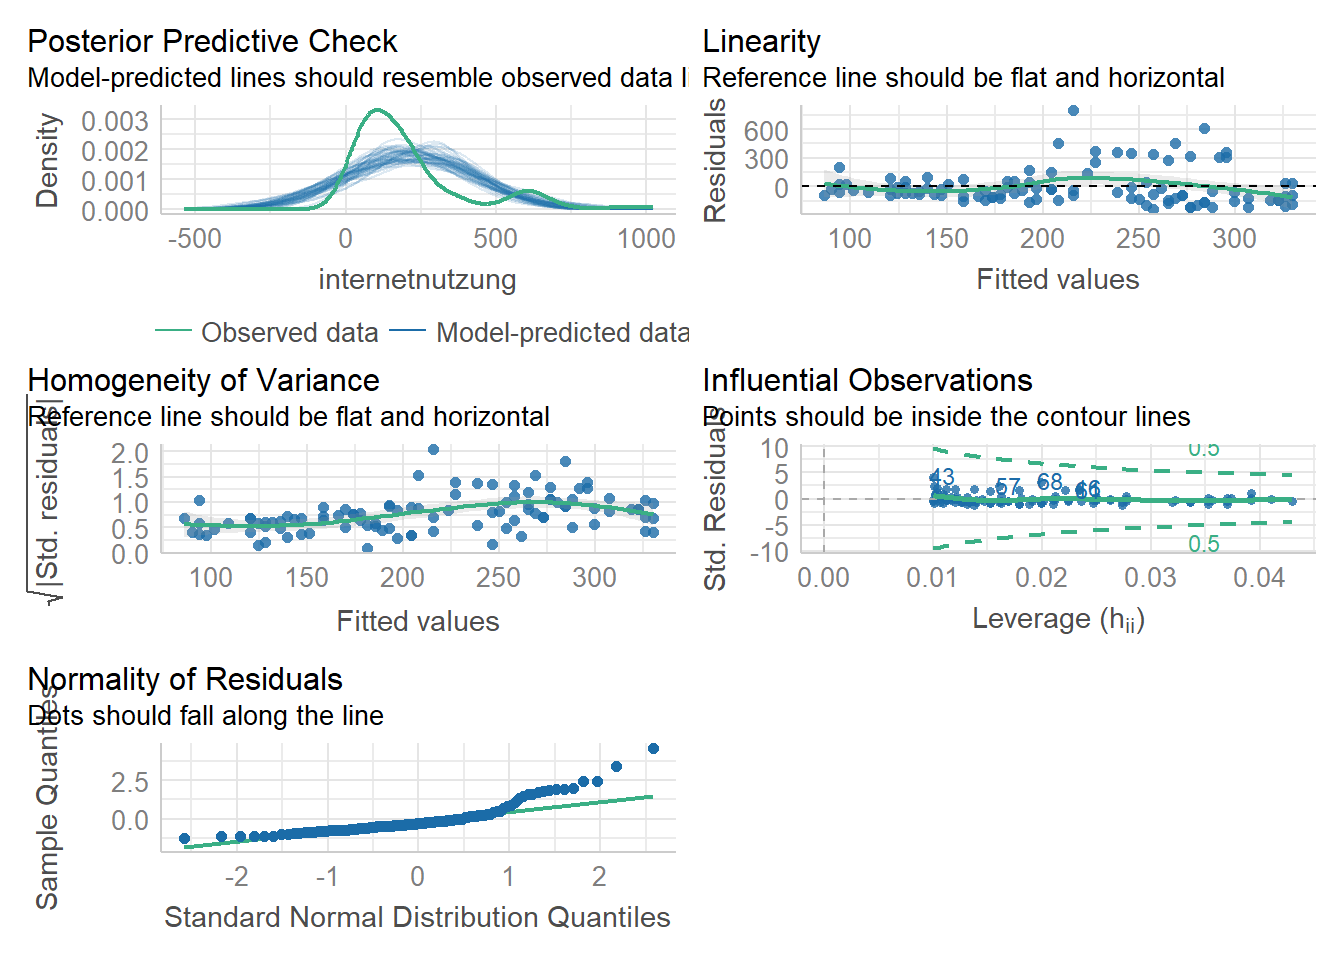 Posterior Predictive Check
Model-predicted lines should resemble observed data li
Density
0.003
0.002
0.001
0.000
-500 0 500 1000
internetnutzung
Observed data Model-predicted data
Linearity
Reference line should be flat and horizontal
Residuals
600
300
0
100 150 200 250 300
Fitted values
Homogeneity of Variance
Reference line should be flat and horizontal
√|Std. residuals|
2.0
1.5
1.0
0.5
0.0
100 150 200 250 300
Fitted values
Influential Observations
Points should be inside the contour lines
Std. Residuals
10
5
0
-5
-10
0.5
43
57
68
0.5
0.00 0.01 0.02 0.03 0.04
Leverage (hii)
Normality of Residuals
Dots should fall along the line
Sample Quantiles
2.5
0.0
-2 -1 0 1 2
Standard Normal Distribution Quantiles